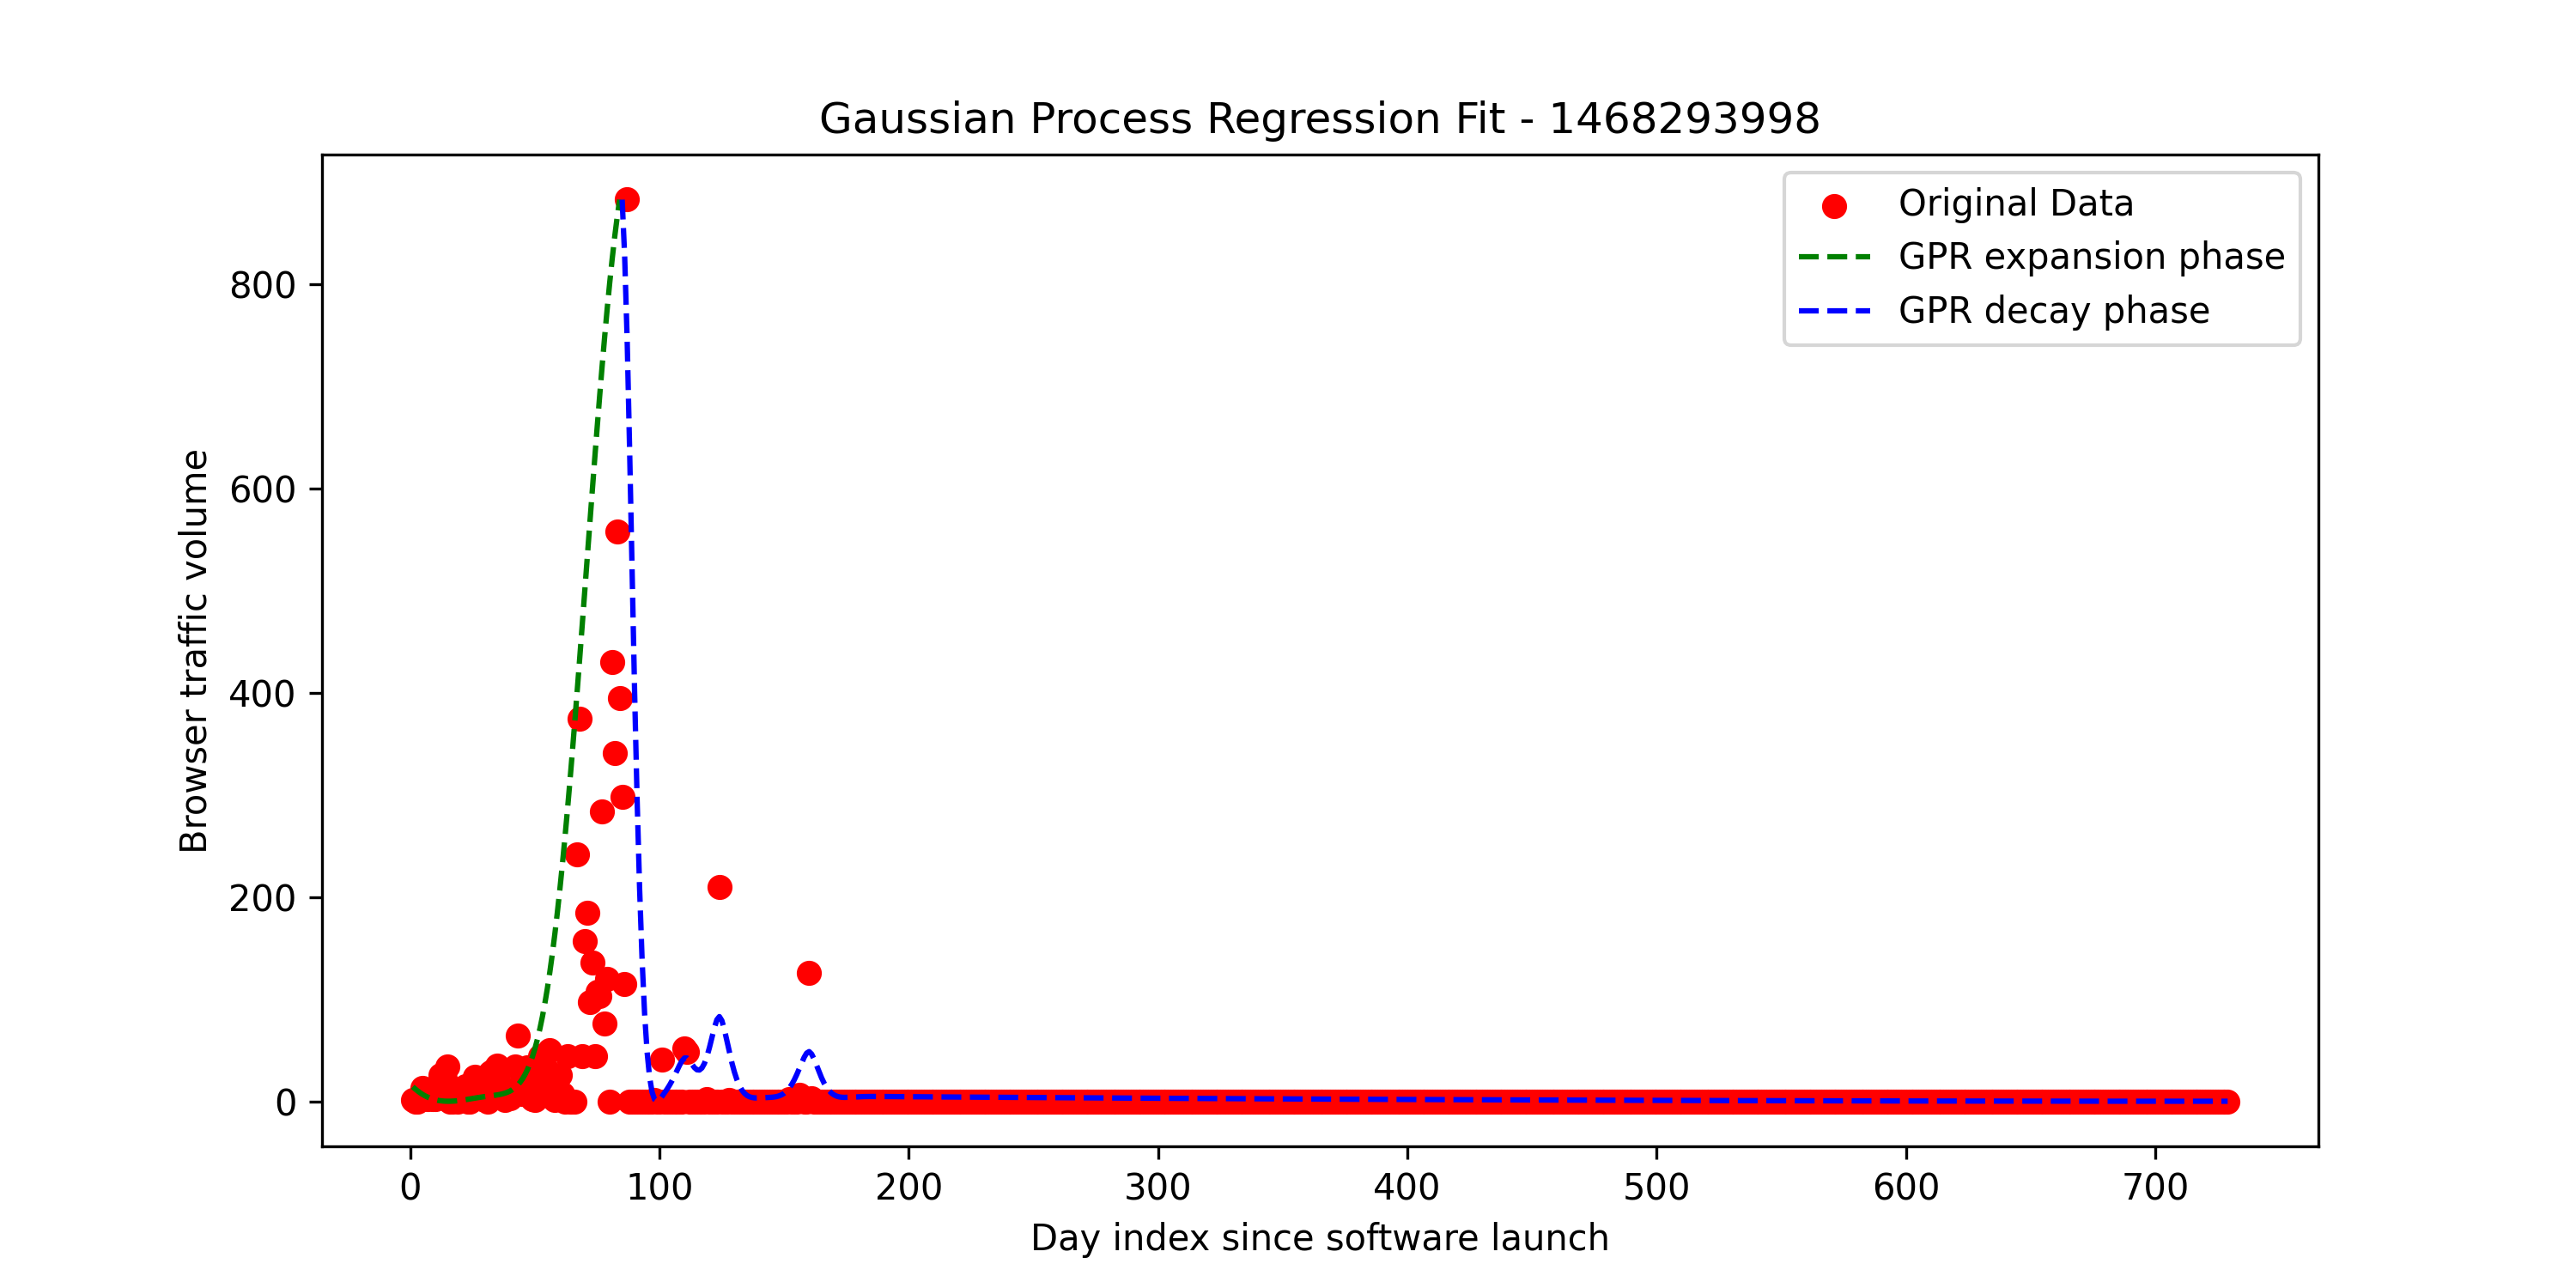 Gaussian Process Regression Fit - 1468293998
Original Data
GPR expansion phase
GPR decay phase
Browser traffic volume
800
600
400
200
0
0 100 200 300 400 500 600 700
Day index since software launch